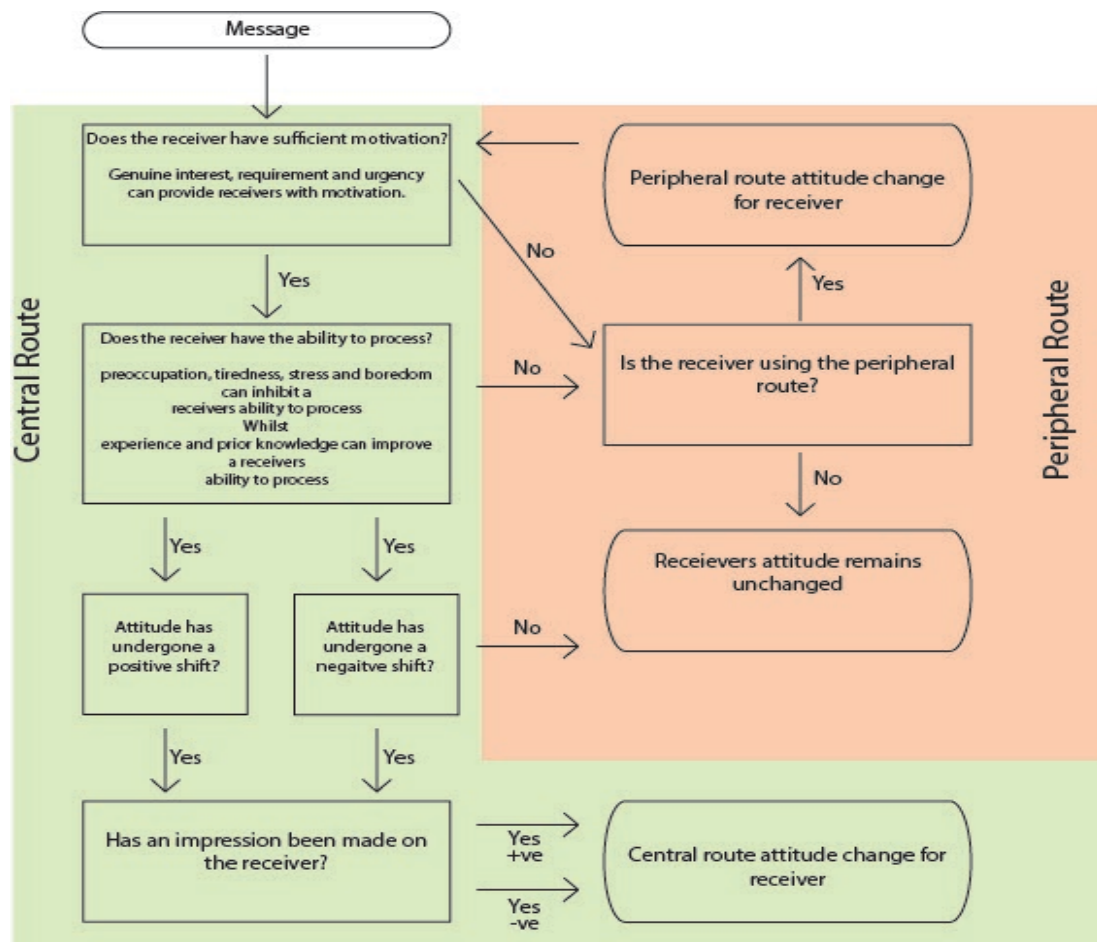 Message
Does the receiver have sufficient motivation?
Genuine interest, requirement and urgency
can provide receivers with motivation.
Peripheral route attitude change
for receiver
No
Yes
Yes
Central Route
Peripheral Route
Does the receiver have the ability to process?
preoccupation, tiredness, stress and boredom
can inhibit a
receivers ability to process
Whilst
experience and prior knowledge can improve
a receivers
ability to process
No
Is the receiver using the peripheral
route?
No
Yes
Yes
Receievers attitude remains
unchanged
Attitude has
undergone a
positive shift?
Attitude has
undergone a
negaitve shift?
No
Yes
Yes
Has an impression been made on
the receiver?
Yes
+ve
Yes
-ve
Central route attitude change for
receiver